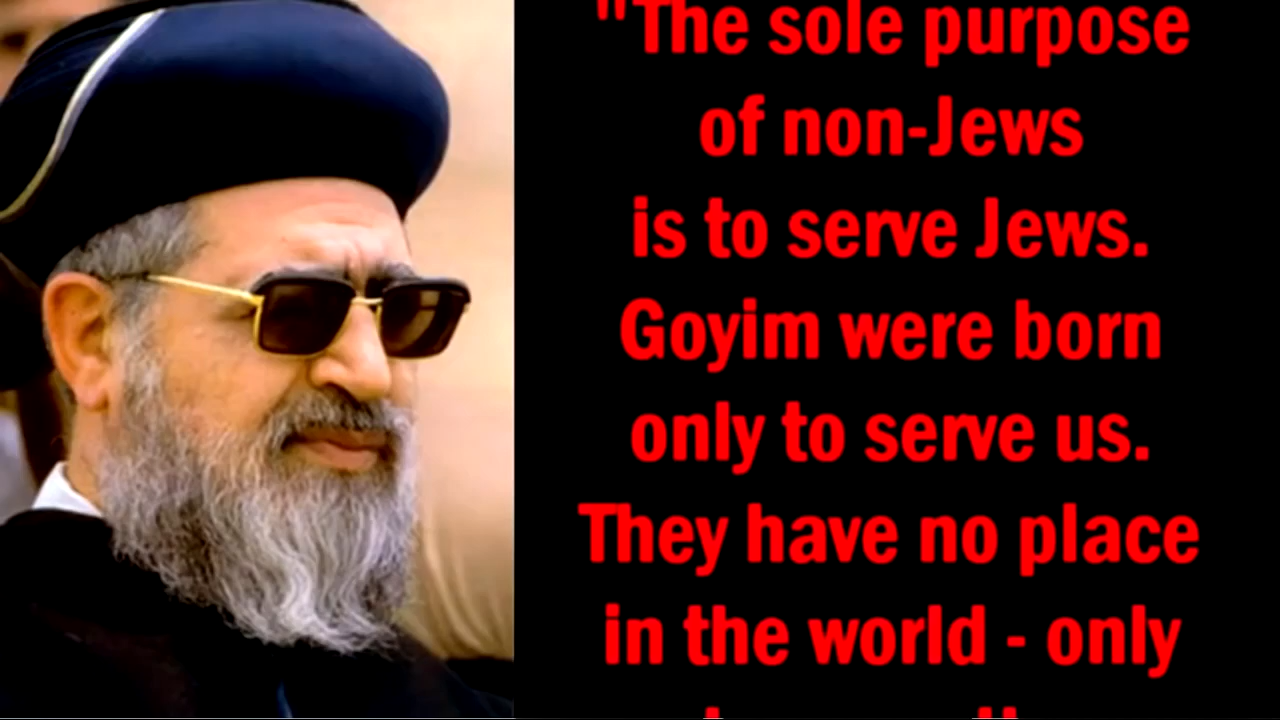 "The sole purpose
of non-Jews
is to serve Jews.
Goyim were born
only to serve us.
They have no place
in the world - only